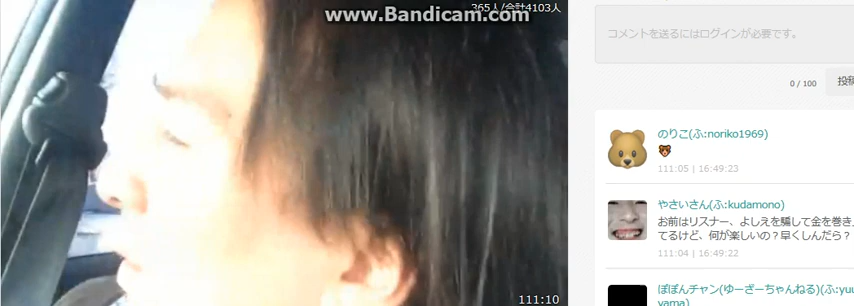 365人/合計4103人
www.Bandicam.com
111:10
コメントを送るにはログインが必要です。
0 / 100
投稿
のりこ(ふ:noriko1969)
111:05 | 16:49:23
やさいさん(ふ:kudamono)
お前はリスナー、よしえを騙して金を巻き
てるけど、何が楽しいの？早くしんだら？
111:04 | 16:49:22
ぽぽんチャン(ゆーざーちゃんねる)(ふ:yu
yama)